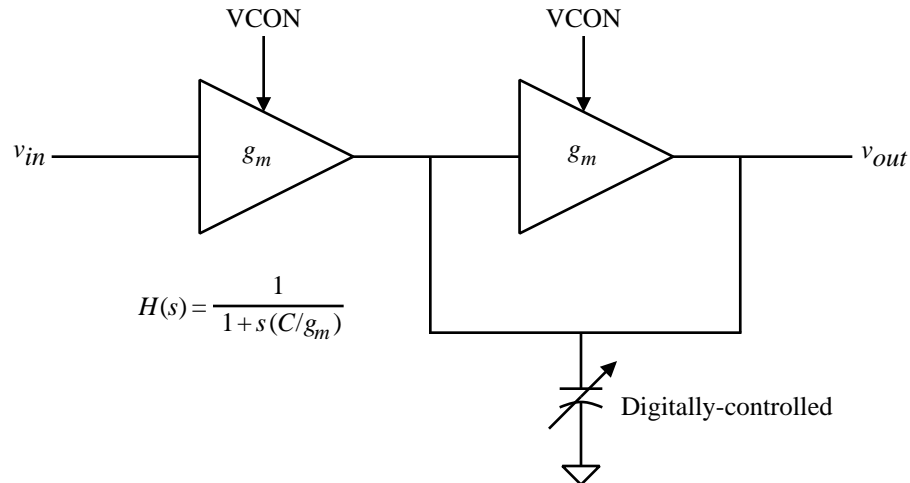 VCON VCON
v_in g_m g_m v_out
H(s) = 1 / (1 + s(C/g_m))
Digitally-controlled